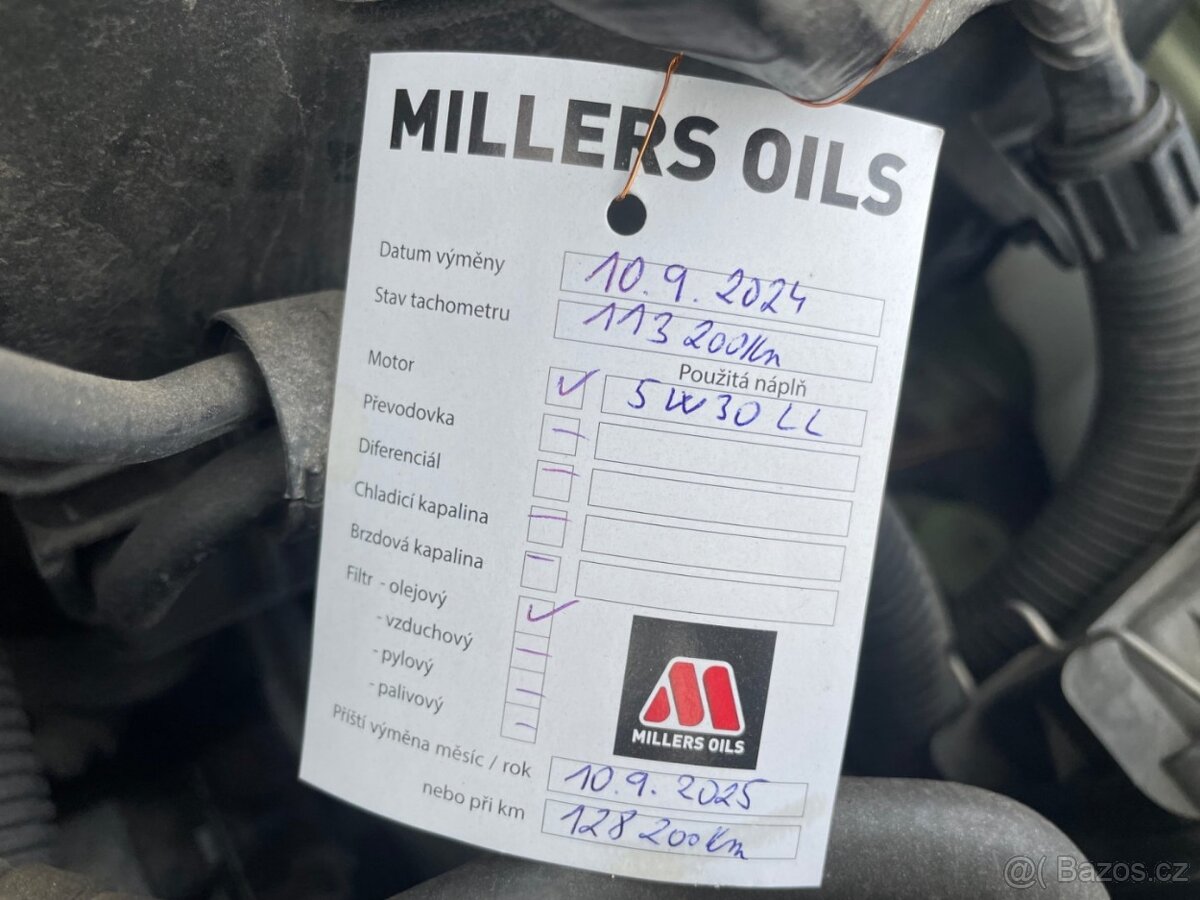 MILLERS OILS
Datum výměny 10.9.2024
Stav tachometru 113 200Km
Použitá náplň
Motor ✓ 5W30 LL
Převodovka –
Diferenciál –
Chladicí kapalina –
Brzdová kapalina –
Filtr - olejový ✓
- vzduchový –
- pylový –
- palivový –
MILLERS OILS
Příští výměna měsíc / rok 10.9.2025
nebo při km 128 200Km
@( Bazos.cz